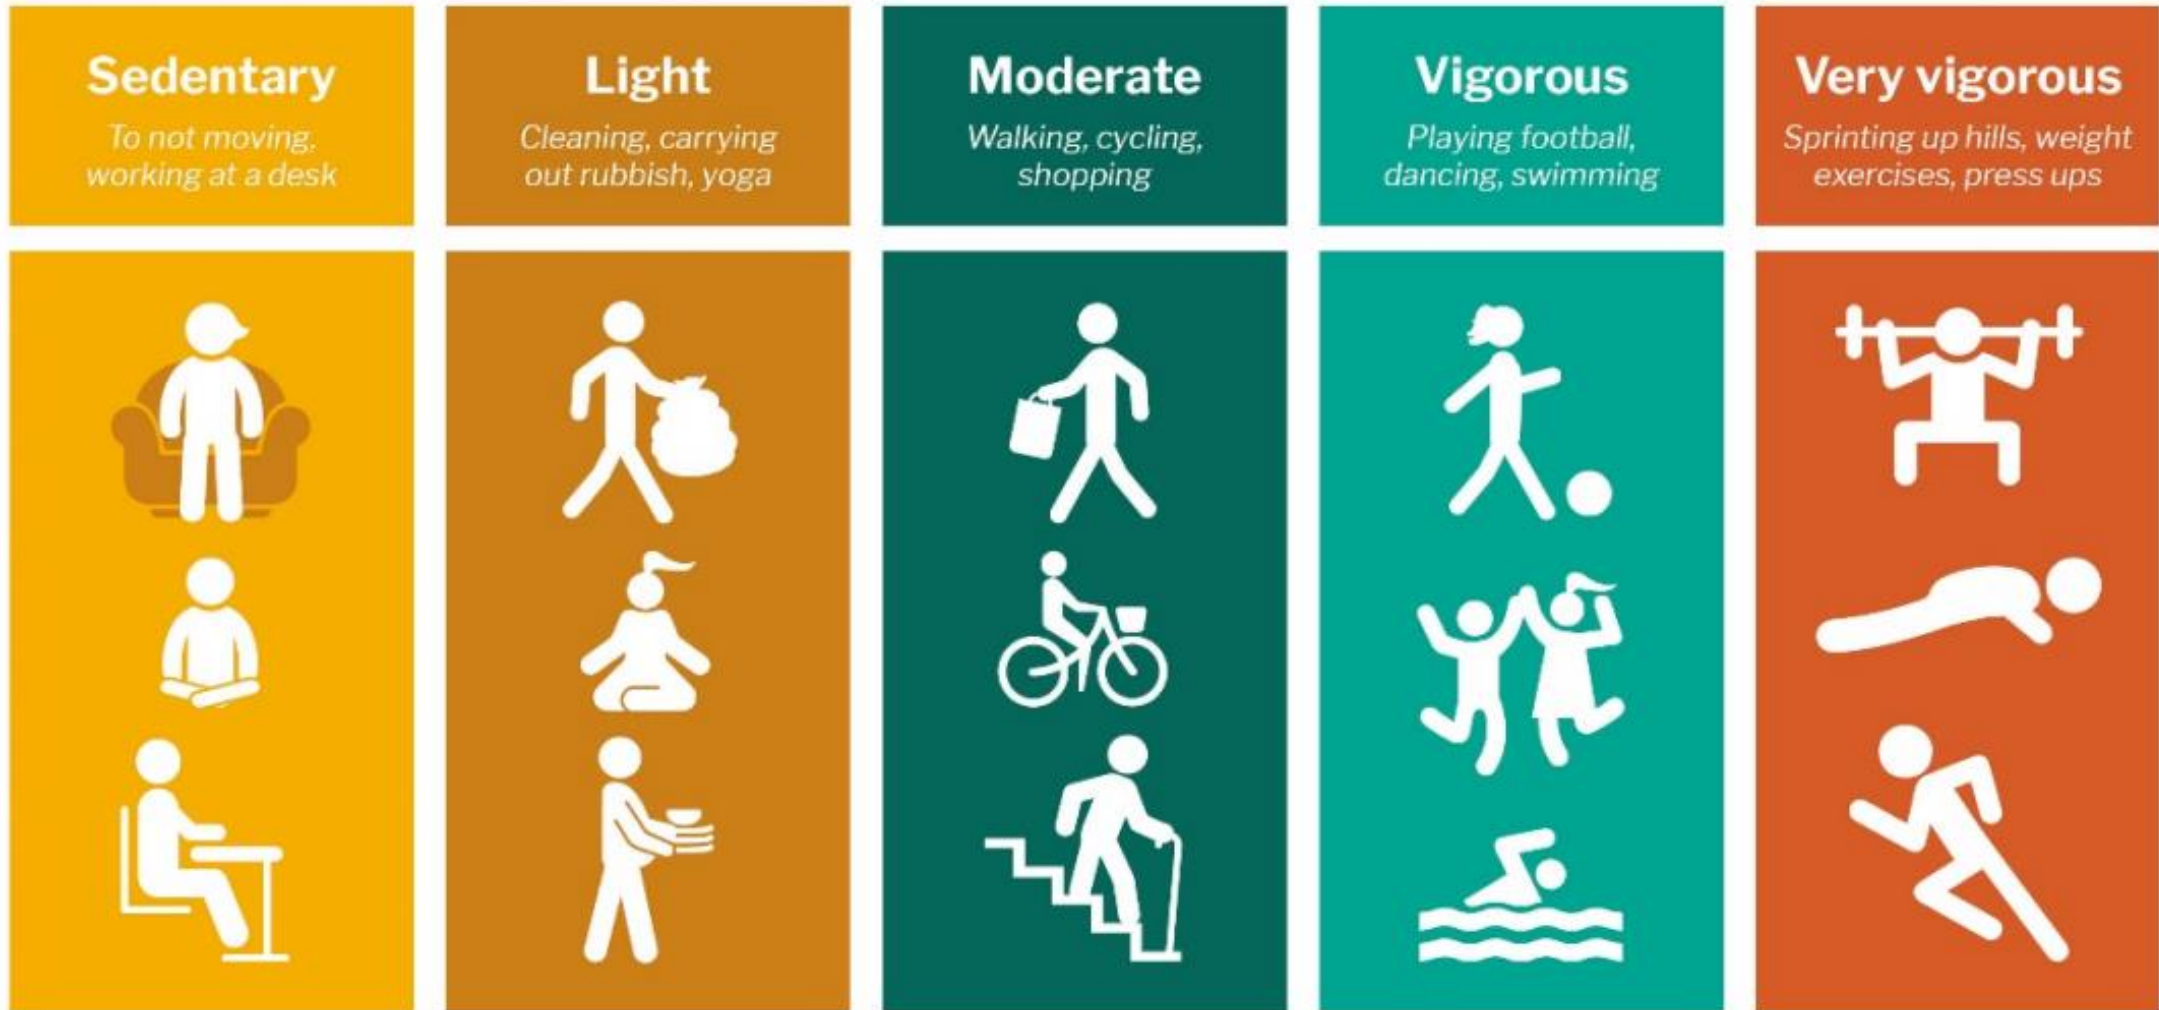 Sedentary
To not moving,
working at a desk
Light
Cleaning, carrying
out rubbish, yoga
Moderate
Walking, cycling,
shopping
Vigorous
Playing football,
dancing, swimming
Very vigorous
Sprinting up hills, weight
exercises, press ups